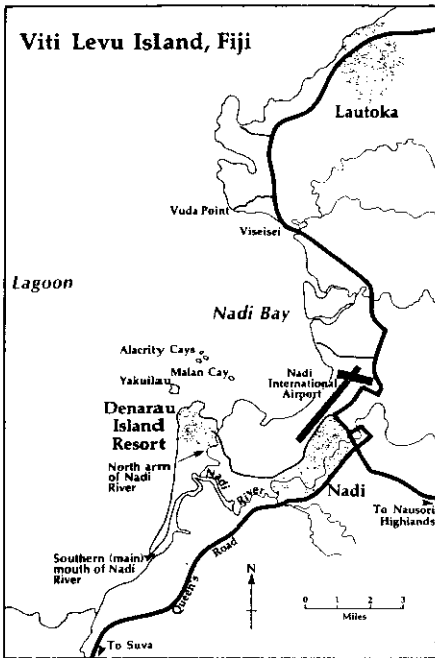 Viti Levu Island, Fiji
Lautoka
Vuda Point
Viseisei
Lagoon
Nadi Bay
Alacrity Cays
Malan Cay
Yakuilau
Nadi
International
Airport
Denarau
Island
Resort
North arm
of Nadi
River
Nadi
River
Nadi
To Nausori
Highlands
Southern (main)
mouth of Nadi
River
Queen's
Road
N
0 1 2 3
Miles
To Suva